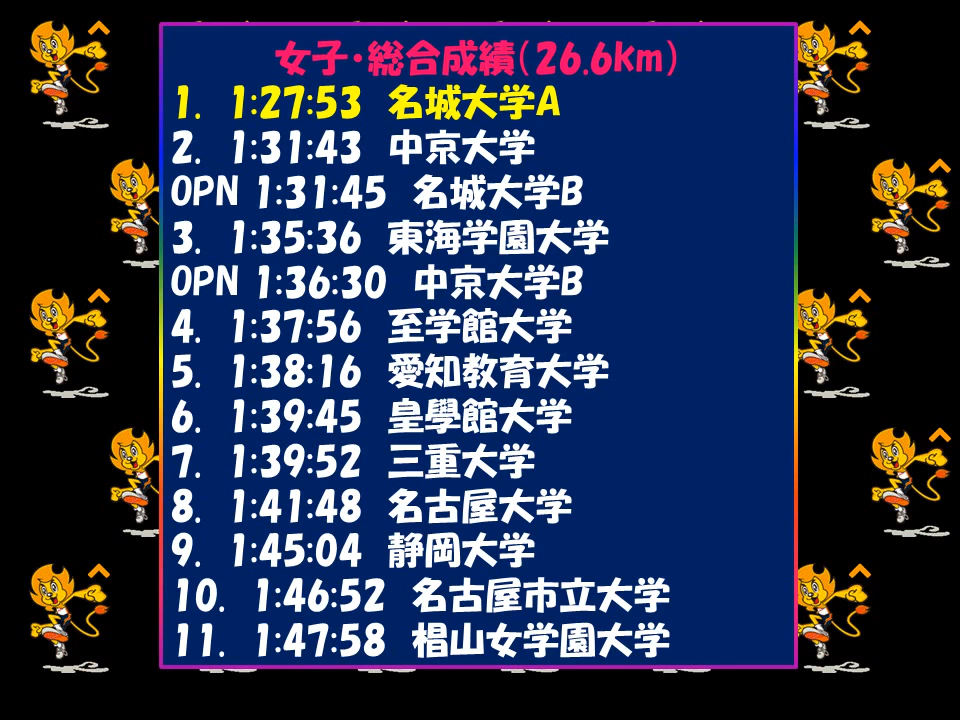 女子・総合成績(26.6km)
1. 1:27:53 名城大学A
2. 1:31:43 中京大学
OPN 1:31:45 名城大学B
3. 1:35:36 東海学園大学
OPN 1:36:30 中京大学B
4. 1:37:56 至学館大学
5. 1:38:16 愛知教育大学
6. 1:39:45 皇學館大学
7. 1:39:52 三重大学
8. 1:41:48 名古屋大学
9. 1:45:04 静岡大学
10. 1:46:52 名古屋市立大学
11. 1:47:58 椙山女学園大学